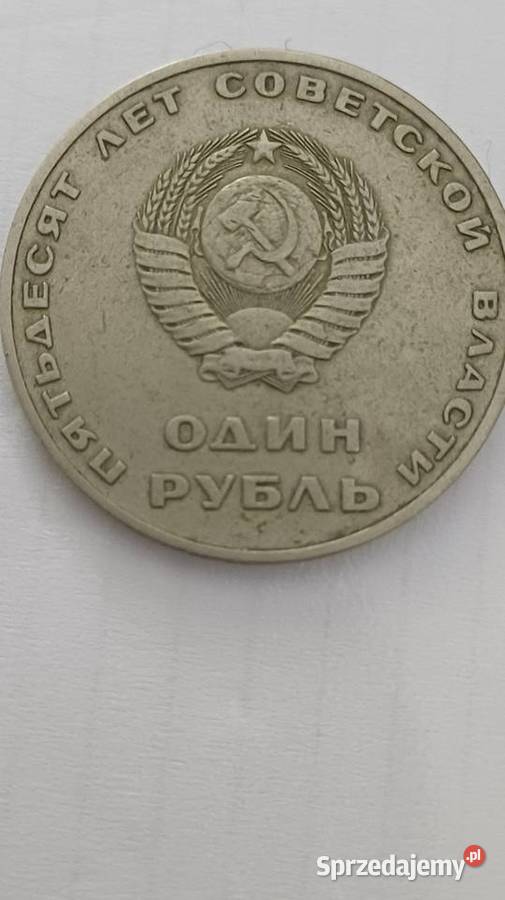 ПЯТЬДЕСЯТ ЛЕТ СОВЕТСКОЙ ВЛАСТИ
ОДИН
РУБЛЬ
Sprzedajemy.pl